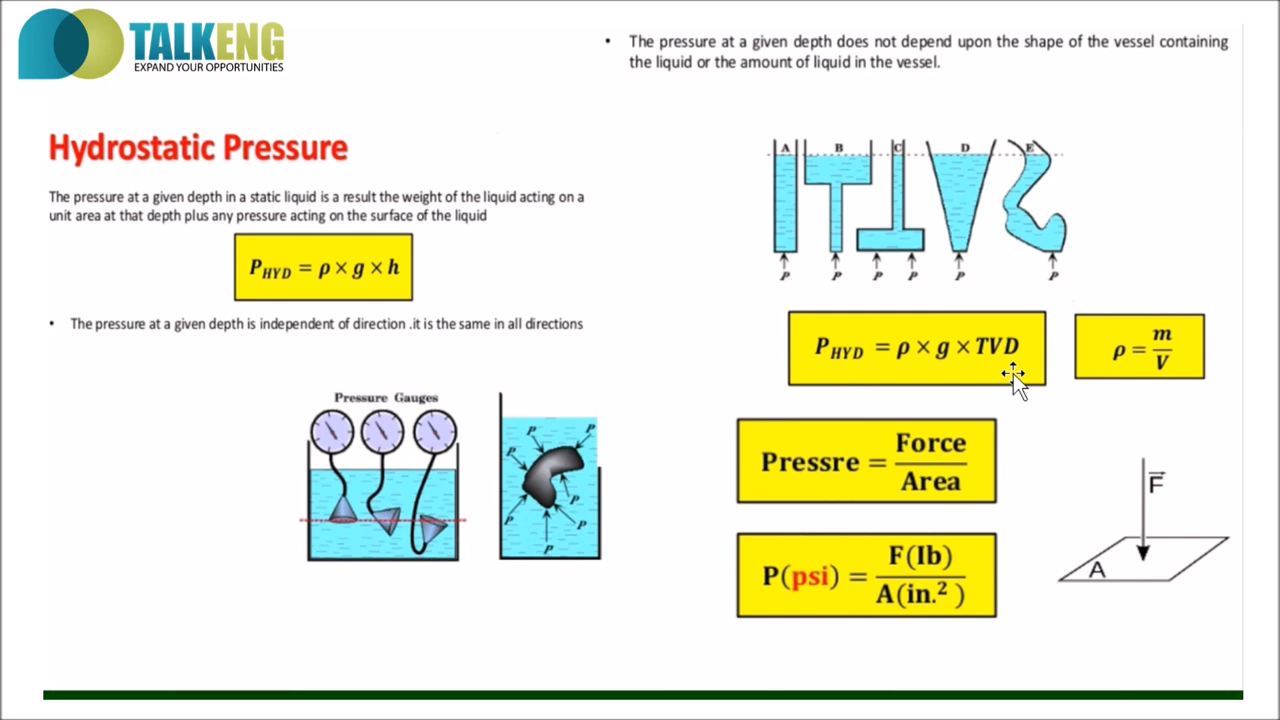 TALKENG
EXPAND YOUR OPPORTUNITIES
Hydrostatic Pressure
The pressure at a given depth in a static liquid is a result the weight of the liquid acting on a
unit area at that depth plus any pressure acting on the surface of the liquid
P_HYD = ρ × g × h
• The pressure at a given depth is independent of direction .it is the same in all directions
Pressure Gauges
P P
P
P
P P
P
• The pressure at a given depth does not depend upon the shape of the vessel containing
the liquid or the amount of liquid in the vessel.
A B C D E
P P P P P P
P_HYD = ρ × g × TVD
ρ = m/V
Pressre = Force/Area
P(psi) = F(Ib)/A(in.²)
F
A